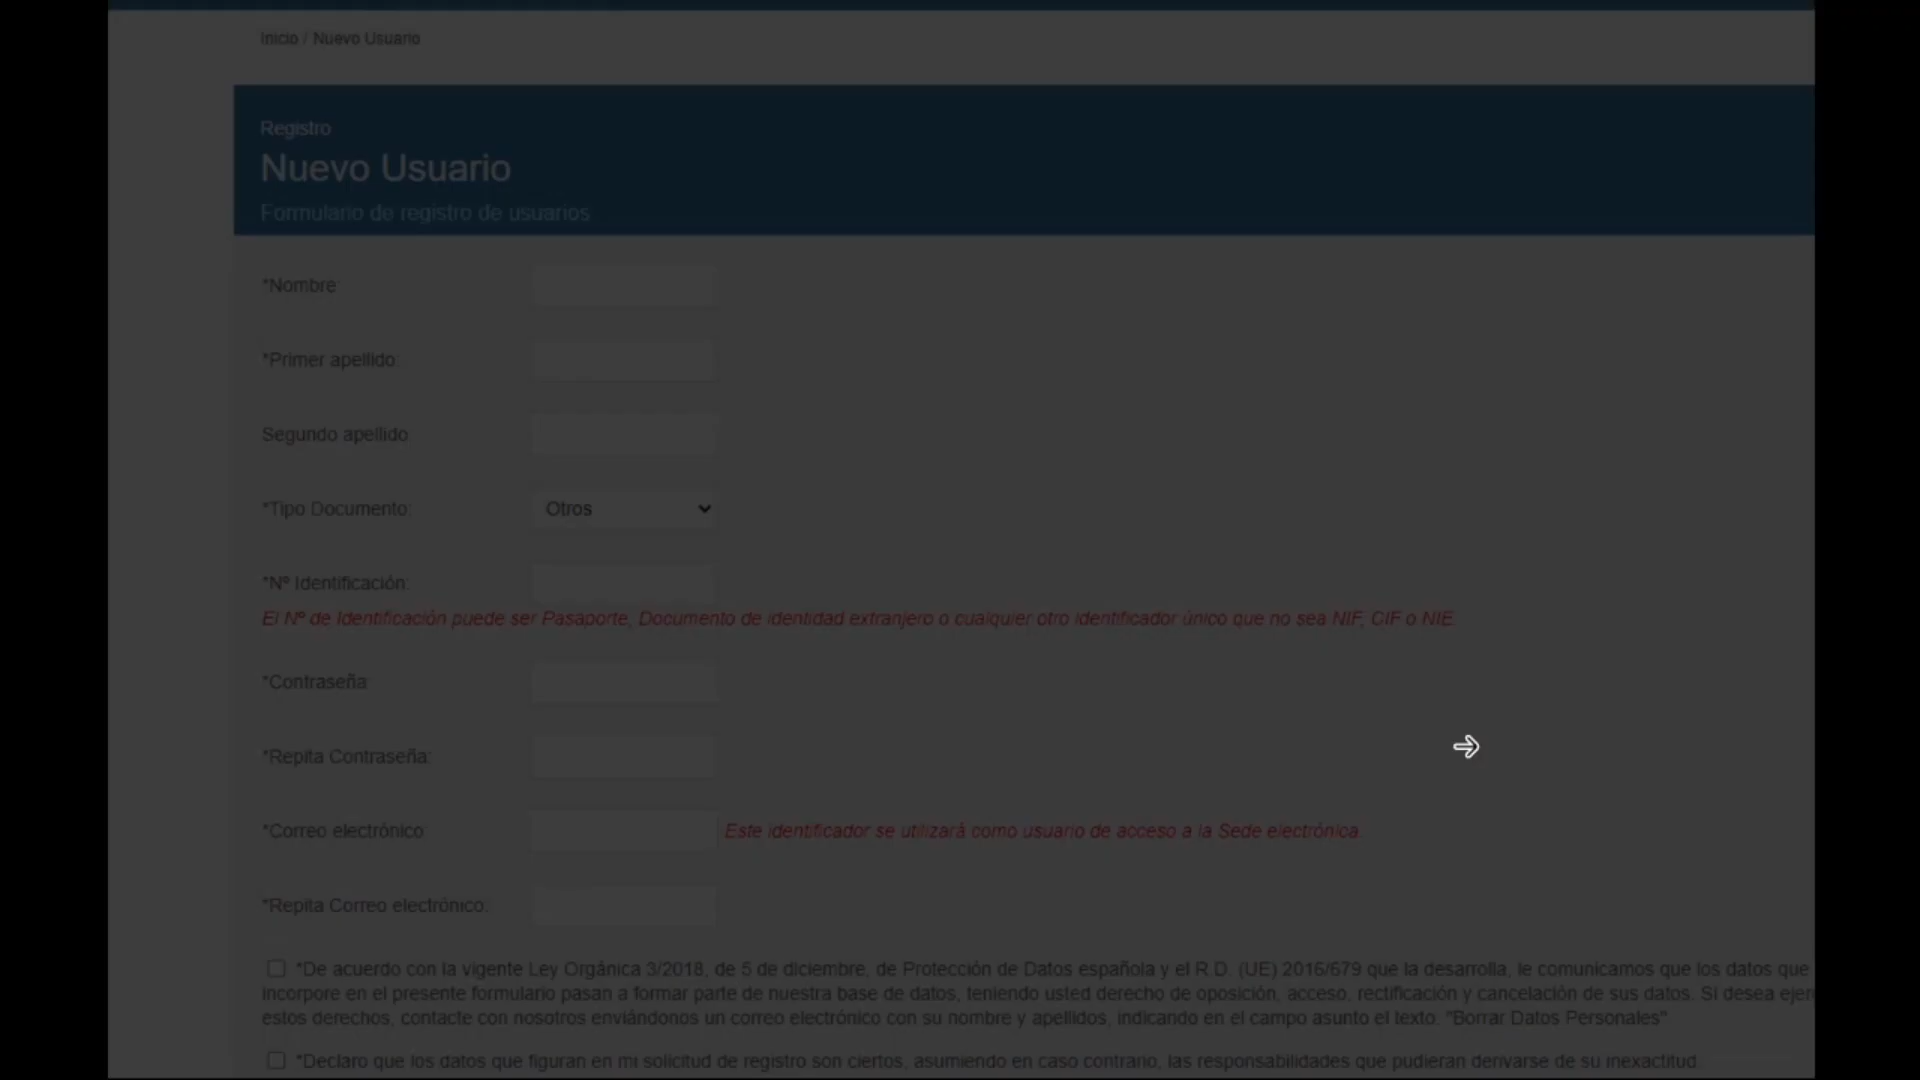 Inicio / Nuevo Usuario
Registro
Nuevo Usuario
Formulario de registro de usuarios
*Nombre:
*Primer apellido:
Segundo apellido:
*Tipo Documento:
Otros
*Nº Identificación:
El Nº de Identificación puede ser Pasaporte, Documento de identidad extranjero o cualquier otro identificador único que no sea NIF, CIF o NIE
*Contraseña:
*Repita Contraseña:
*Correo electrónico:
Este identificador se utilizará como usuario de acceso a la Sede electrónica.
*Repita Correo electrónico:
*De acuerdo con la vigente Ley Orgánica 3/2018, de 5 de diciembre, de Protección de Datos española y el R.D. (UE) 2016/679 que la desarrolla, le comunicamos que los datos que
incorpore en el presente formulario pasan a formar parte de nuestra base de datos, teniendo usted derecho de oposición, acceso, rectificación y cancelación de sus datos. Si desea
estos derechos, contacte con nosotros enviándonos un correo electrónico con su nombre y apellidos, indicando en el campo asunto el texto: "Borrar Datos Personales"
*Declaro que los datos que figuran en mi solicitud de registro son ciertos, asumiendo en caso contrario, las responsabilidades que pudieran derivarse de su inexactitud.